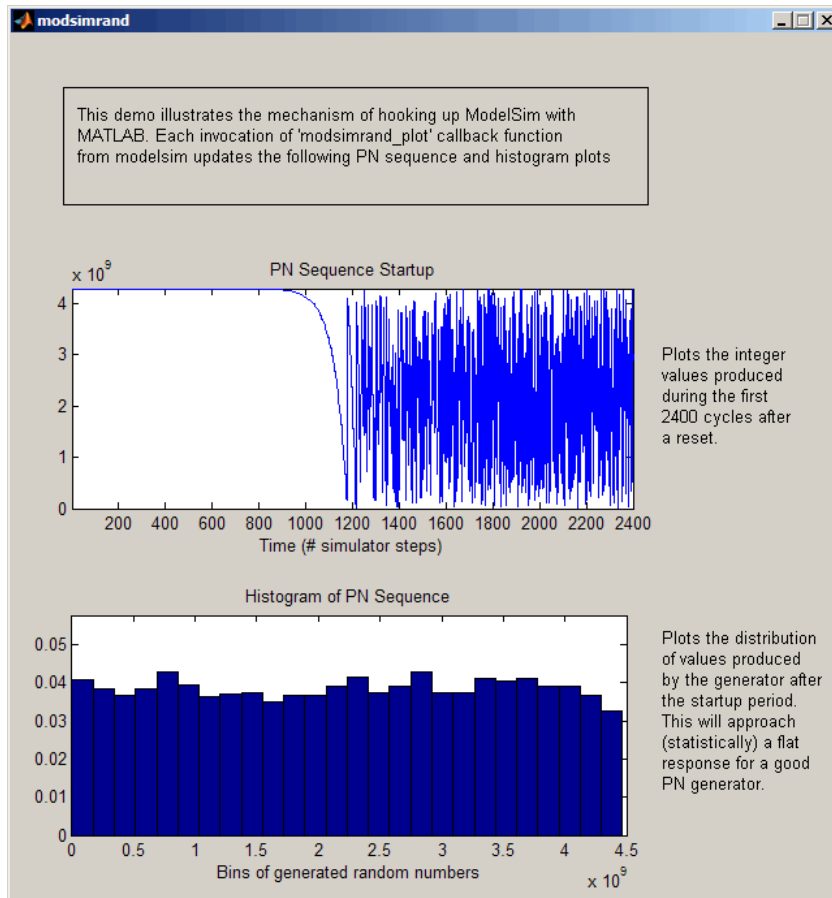 modsimrand
This demo illustrates the mechanism of hooking up ModelSim with
MATLAB. Each invocation of 'modsimrand_plot' callback function
from modelsim updates the following PN sequence and histogram plots
x 10^9
PN Sequence Startup
4
3
2
1
0
200 400 600 800 1000 1200 1400 1600 1800 2000 2200 2400
Time (# simulator steps)
Plots the integer
values produced
during the first
2400 cycles after
a reset.
Histogram of PN Sequence
0.05
0.04
0.03
0.02
0.01
0
0 0.5 1 1.5 2 2.5 3 3.5 4 4.5
Bins of generated random numbers
x 10^9
Plots the distribution
of values produced
by the generator after
the startup period.
This will approach
(statistically) a flat
response for a good
PN generator.